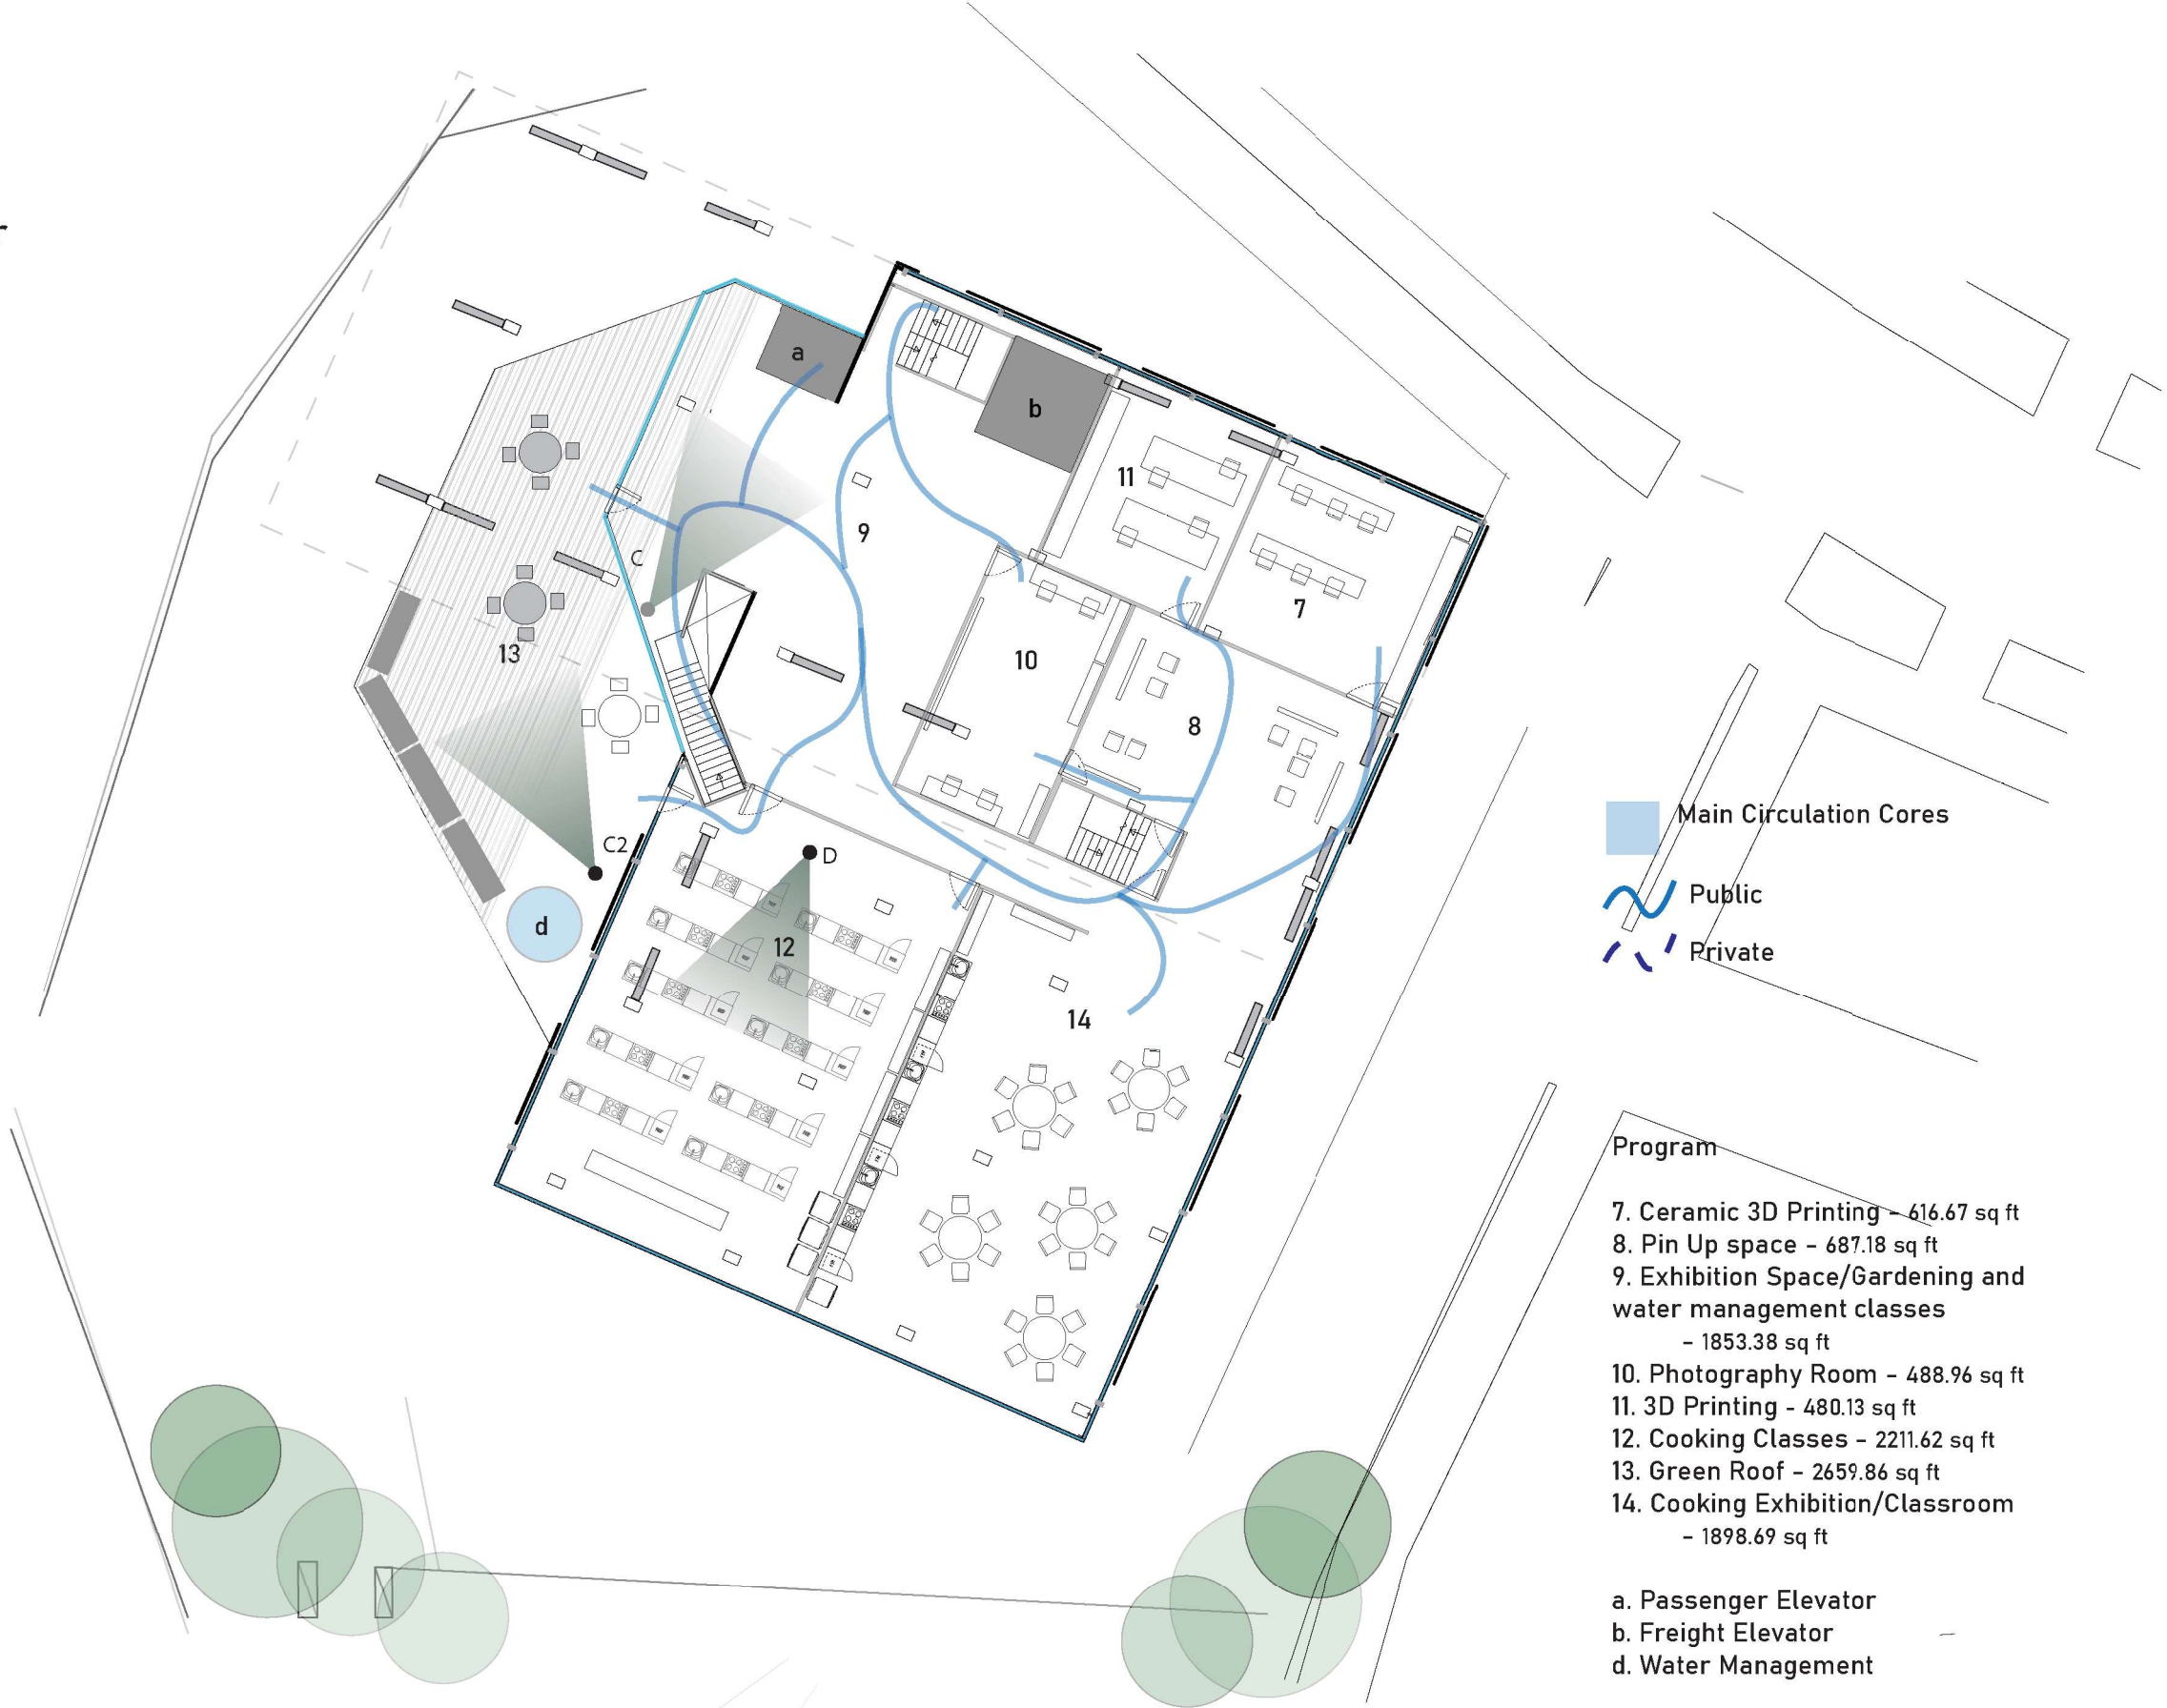 a
b
11
9
C
7
13
10
8
C2
D
d
12
14
Main Circulation Cores
Public
Private
Program
7. Ceramic 3D Printing - 616.67 sq ft
8. Pin Up space - 687.18 sq ft
9. Exhibition Space/Gardening and
water management classes
- 1853.38 sq ft
10. Photography Room - 488.96 sq ft
11. 3D Printing - 480.13 sq ft
12. Cooking Classes - 2211.62 sq ft
13. Green Roof - 2659.86 sq ft
14. Cooking Exhibition/Classroom
- 1898.69 sq ft
a. Passenger Elevator
b. Freight Elevator
d. Water Management